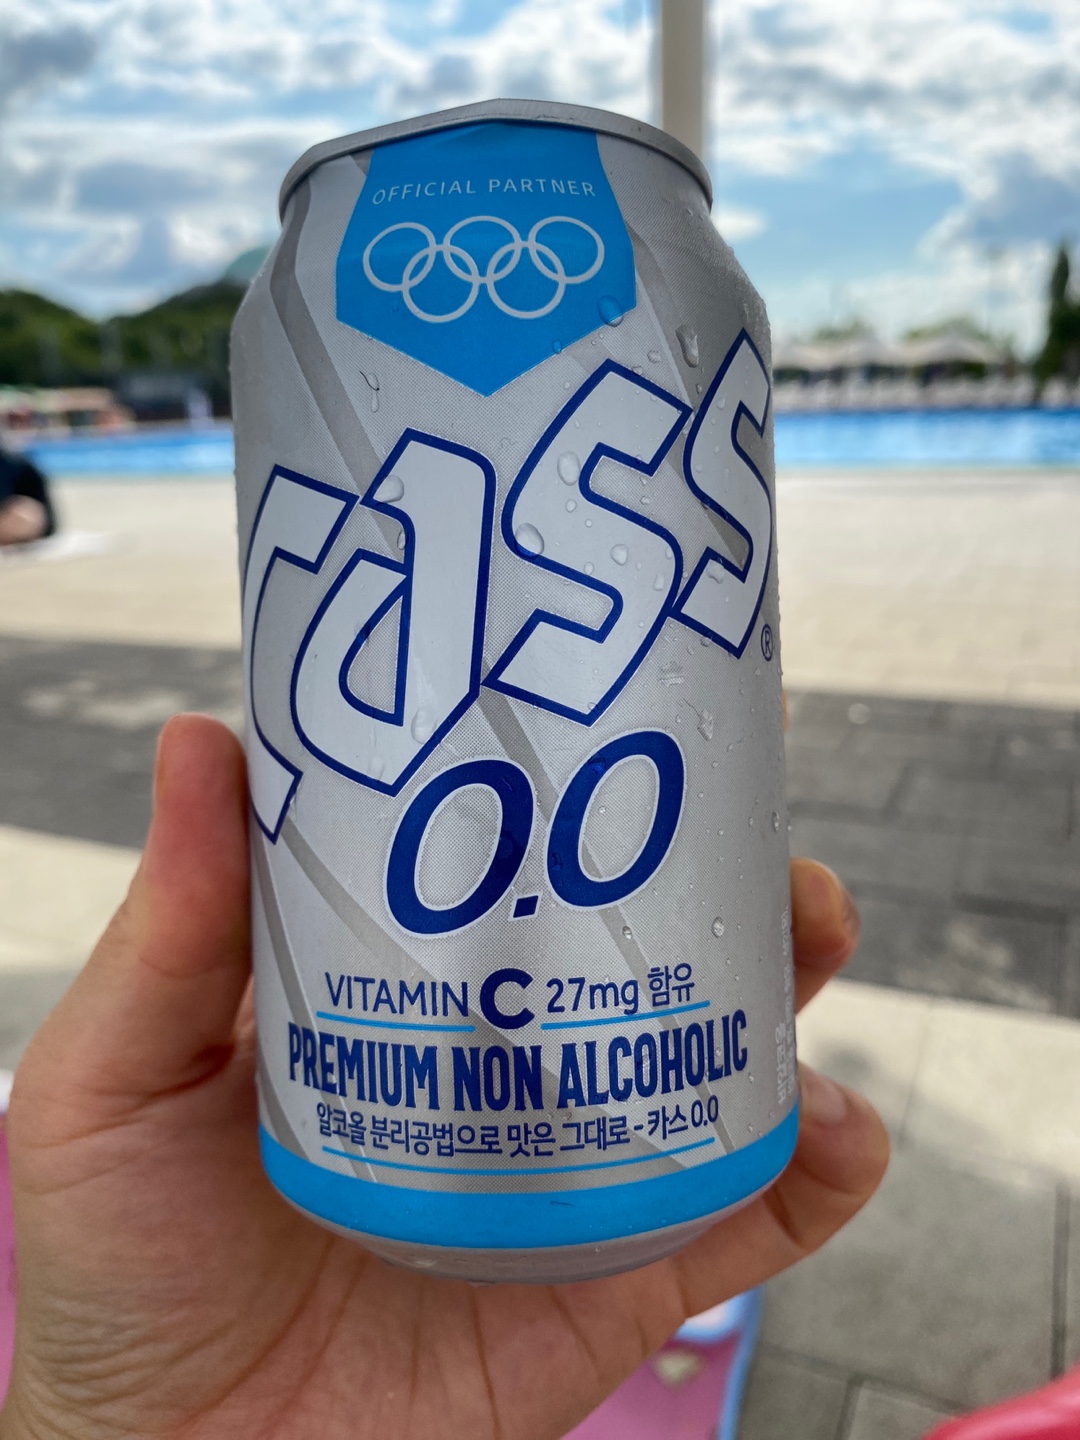 OFFICIAL PARTNER
cass®
0.0
VITAMIN C 27mg 함유
PREMIUM NON ALCOHOLIC
알코올 분리공법으로 맛은 그대로 - 카스 0.0